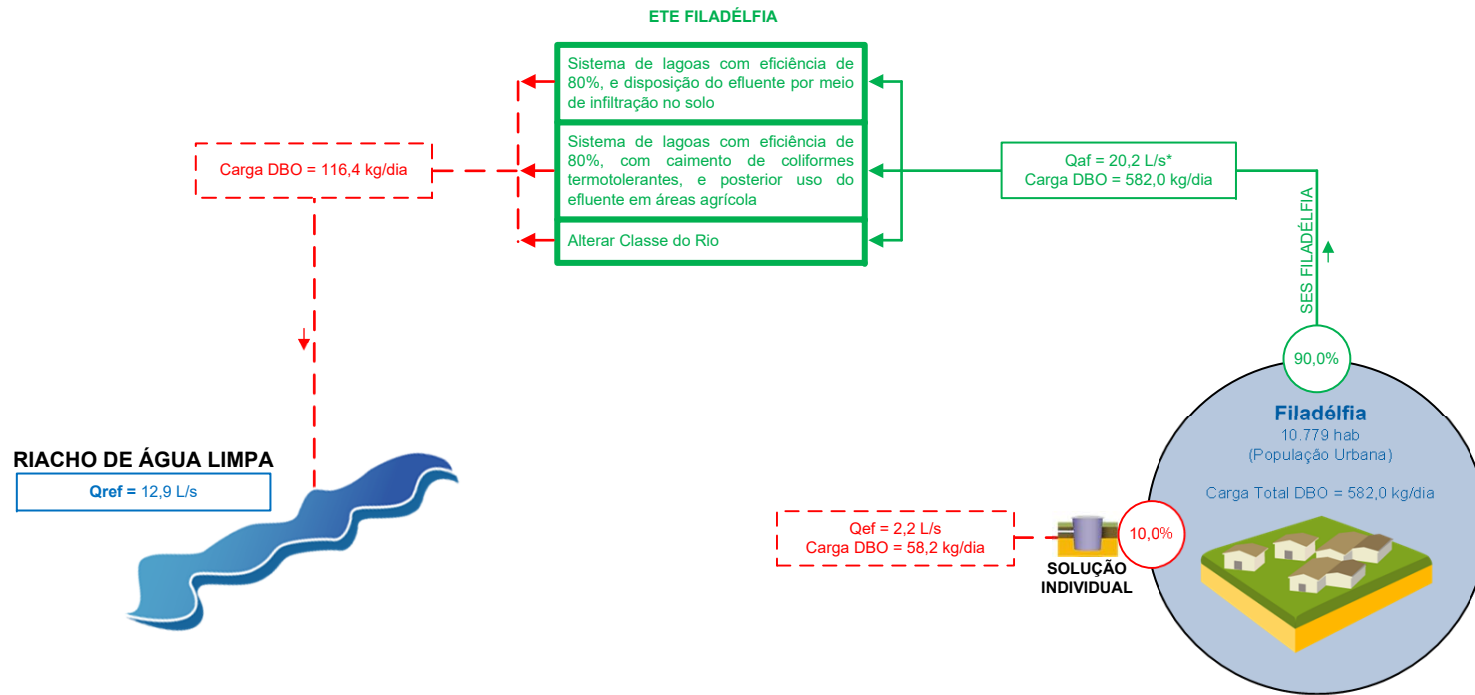 ETE FILADÉLFIA
Sistema de lagoas com eficiência de
80%, e disposição do efluente por meio
de infiltração no solo
Sistema de lagoas com eficiência de
80%, com caimento de coliformes
termotolerantes, e posterior uso do
efluente em áreas agrícola
Alterar Classe do Rio
Carga DBO = 116,4 kg/dia
Qaf = 20,2 L/s*
Carga DBO = 582,0 kg/dia
SES FILADÉLFIA
90,0%
Filadélfia
10.779 hab
(População Urbana)
Carga Total DBO = 582,0 kg/dia
RIACHO DE ÁGUA LIMPA
Qref = 12,9 L/s
Qef = 2,2 L/s
Carga DBO = 58,2 kg/dia
10,0%
SOLUÇÃO
INDIVIDUAL